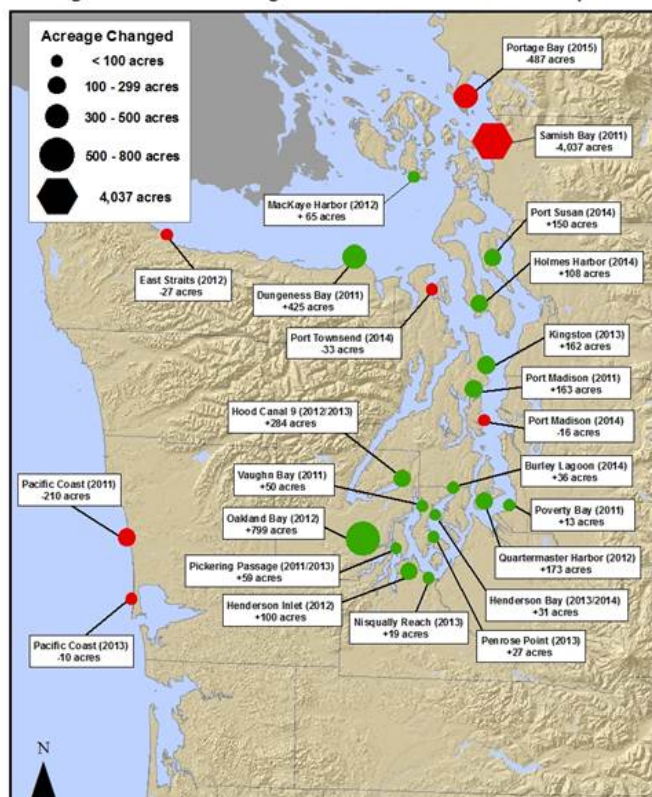 Acreage Changed
< 100 acres
100 - 299 acres
300 - 500 acres
500 - 800 acres
4,037 acres
Portage Bay (2015)
-487 acres
Samish Bay (2011)
-4,037 acres
MacKaye Harbor (2012)
+ 65 acres
Port Susan (2014)
+150 acres
East Straits (2012)
-27 acres
Dungeness Bay (2011)
+425 acres
Holmes Harbor (2014)
+108 acres
Port Townsend (2014)
-33 acres
Kingston (2013)
+162 acres
Port Madison (2011)
+163 acres
Hood Canal 9 (2012/2013)
+284 acres
Port Madison (2014)
-16 acres
Vaughn Bay (2011)
+50 acres
Burley Lagoon (2014)
+36 acres
Pacific Coast (2011)
-210 acres
Oakland Bay (2012)
+799 acres
Poverty Bay (2011)
+13 acres
Pickering Passage (2011/2013)
+59 acres
Quartermaster Harbor (2012)
+173 acres
Henderson Inlet (2012)
+100 acres
Henderson Bay (2013/2014)
+31 acres
Nisqually Reach (2013)
+19 acres
Penrose Point (2013)
+27 acres
Pacific Coast (2013)
-10 acres
N